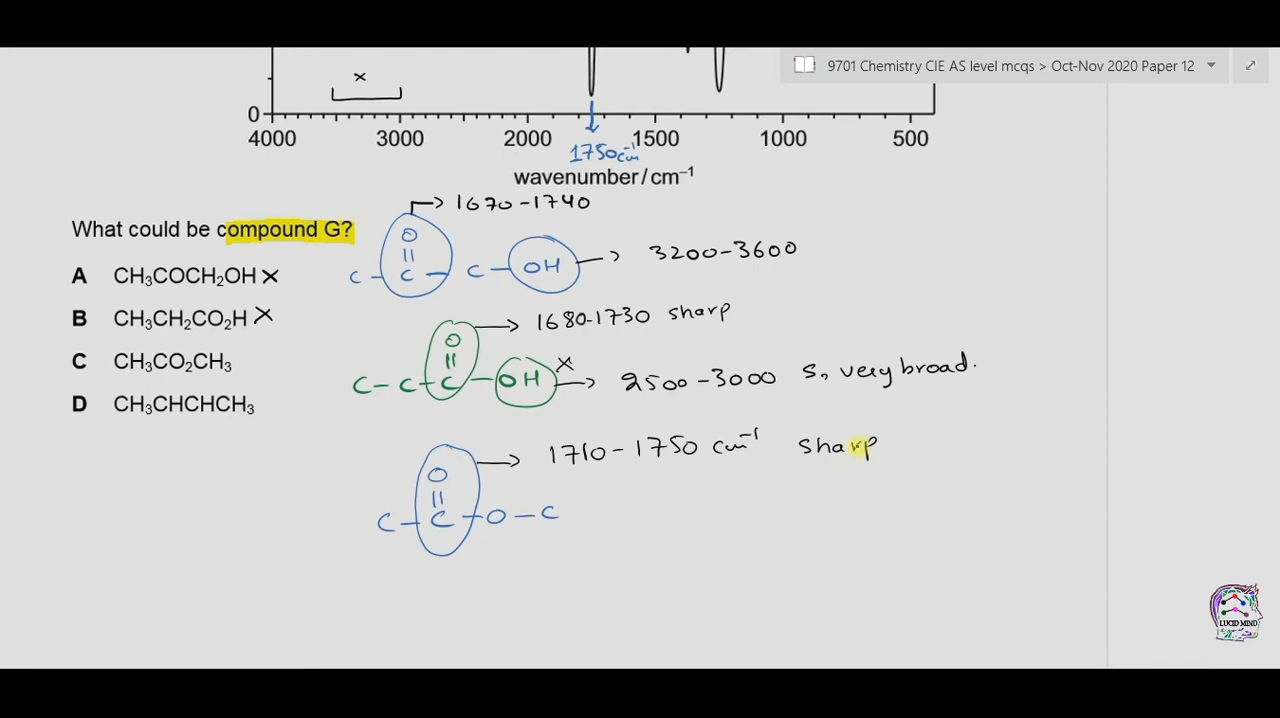 9701 Chemistry CIE AS level mcqs > Oct-Nov 2020 Paper 12
x
0
4000 3000 2000 1500 1000 500
1750cm⁻¹
wavenumber/cm⁻¹
1670-1740
What could be compound G?
O
||
C - C - C - OH 3200-3600
A CH₃COCH₂OH x
1680-1730 sharp
B CH₃CH₂CO₂H x
O
||
C - C - C - OH x 2500-3000 s, very broad.
C CH₃CO₂CH₃
D CH₃CHCHCH₃
1710-1750 cm⁻¹ sharp
O
||
C - C - O - C
LUCID MIND